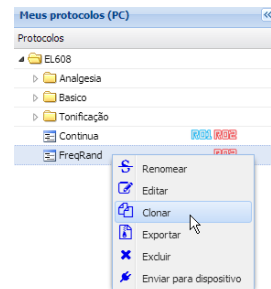 Meus protocolos (PC)
Protocolos
EL608
Analgesia
Basico
Tonificação
Continua
FreqRand
Renomear
Editar
Clonar
Exportar
Excluir
Enviar para dispositivo